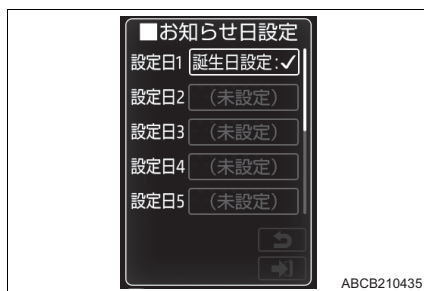 ■お知らせ日設定
設定日1 誕生日設定:✓
設定日2 (未設定)
設定日3 (未設定)
設定日4 (未設定)
設定日5 (未設定)
ABCB210435